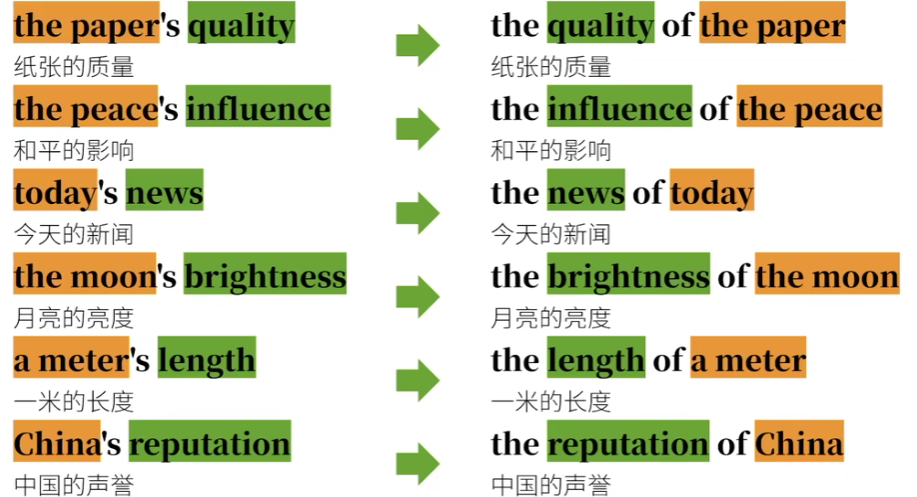 the paper's quality the quality of the paper
纸张的质量 纸张的质量
the peace's influence the influence of the peace
和平的影响 和平的影响
today's news the news of today
今天的新闻 今天的新闻
the moon's brightness the brightness of the moon
月亮的亮度 月亮的亮度
a meter's length the length of a meter
一米的长度 一米的长度
China's reputation the reputation of China
中国的声誉 中国的声誉